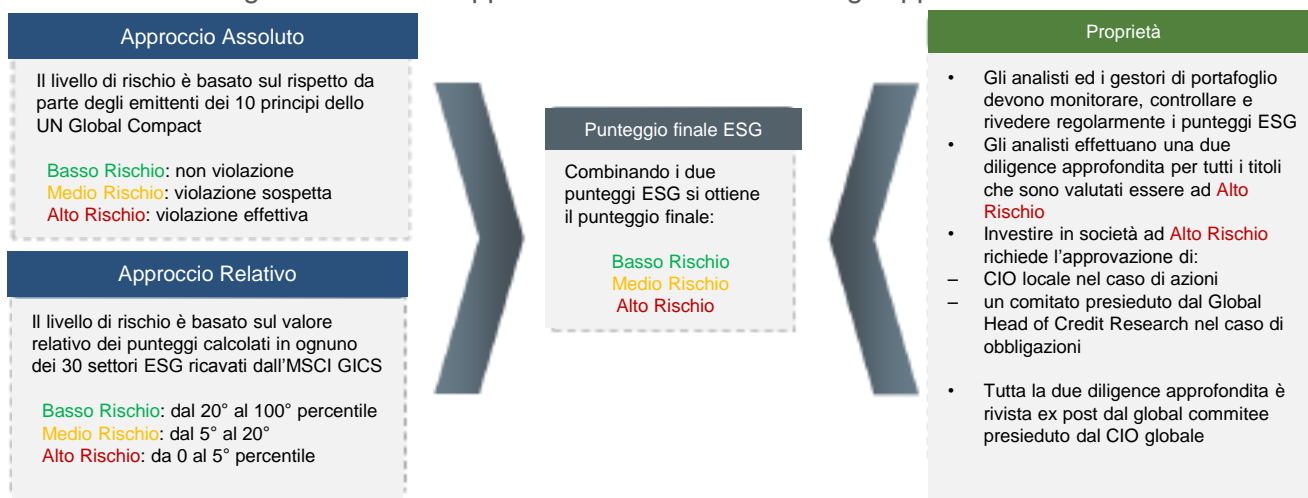 Approccio Assoluto
Il livello di rischio è basato sul rispetto da
parte degli emittenti dei 10 principi dello
UN Global Compact
Basso Rischio: non violazione
Medio Rischio: violazione sospetta
Alto Rischio: violazione effettiva
Approccio Relativo
Il livello di rischio è basato sul valore
relativo dei punteggi calcolati in ognuno
dei 30 settori ESG ricavati dall'MSCI GICS
Basso Rischio: dal 20° al 100° percentile
Medio Rischio: dal 5° al 20°
Alto Rischio: da 0 al 5° percentile
Punteggio finale ESG
Combinando i due
punteggi ESG si ottiene
il punteggio finale:
Basso Rischio
Medio Rischio
Alto Rischio
Proprietà
• Gli analisti ed i gestori di portafoglio
devono monitorare, controllare e
rivedere regolarmente i punteggi ESG
• Gli analisti effettuano una due
diligence approfondita per tutti i titoli
che sono valutati essere ad Alto
Rischio
• Investire in società ad Alto Rischio
richiede l'approvazione di:
– CIO locale nel caso di azioni
– un comitato presieduto dal Global
Head of Credit Research nel caso di
obbligazioni
• Tutta la due diligence approfondita è
rivista ex post dal global commitee
presieduto dal CIO globale